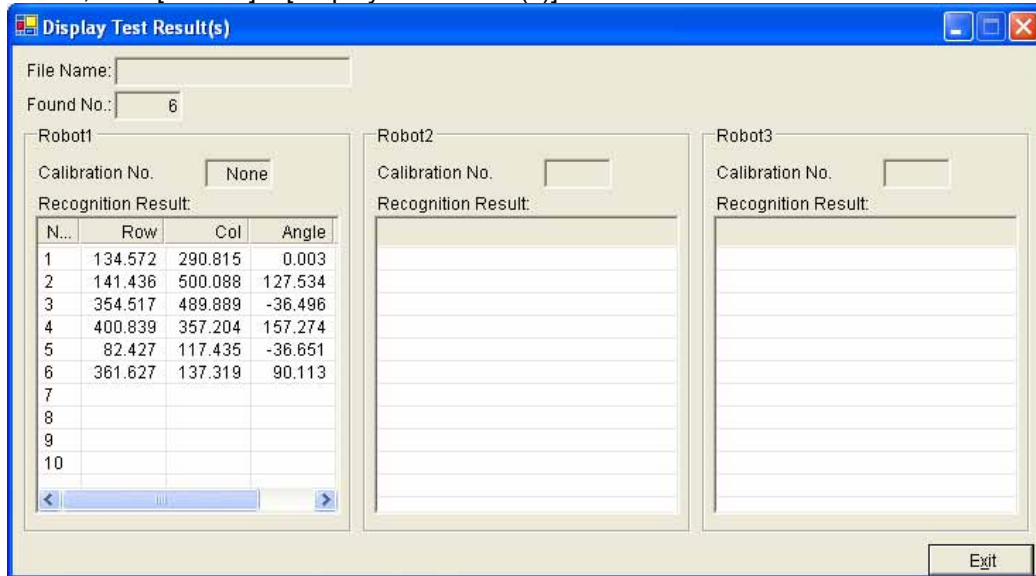 Display Test Result(s)
File Name:
Found No.: 6
Robot1
Calibration No. None
Recognition Result:
N... Row Col Angle
1 134.572 290.815 0.003
2 141.436 500.088 127.534
3 354.517 489.889 -36.496
4 400.839 357.204 157.274
5 82.427 117.435 -36.651
6 361.627 137.319 90.113
7
8
9
10
Robot2
Calibration No.
Recognition Result:
Robot3
Calibration No.
Recognition Result:
Exit